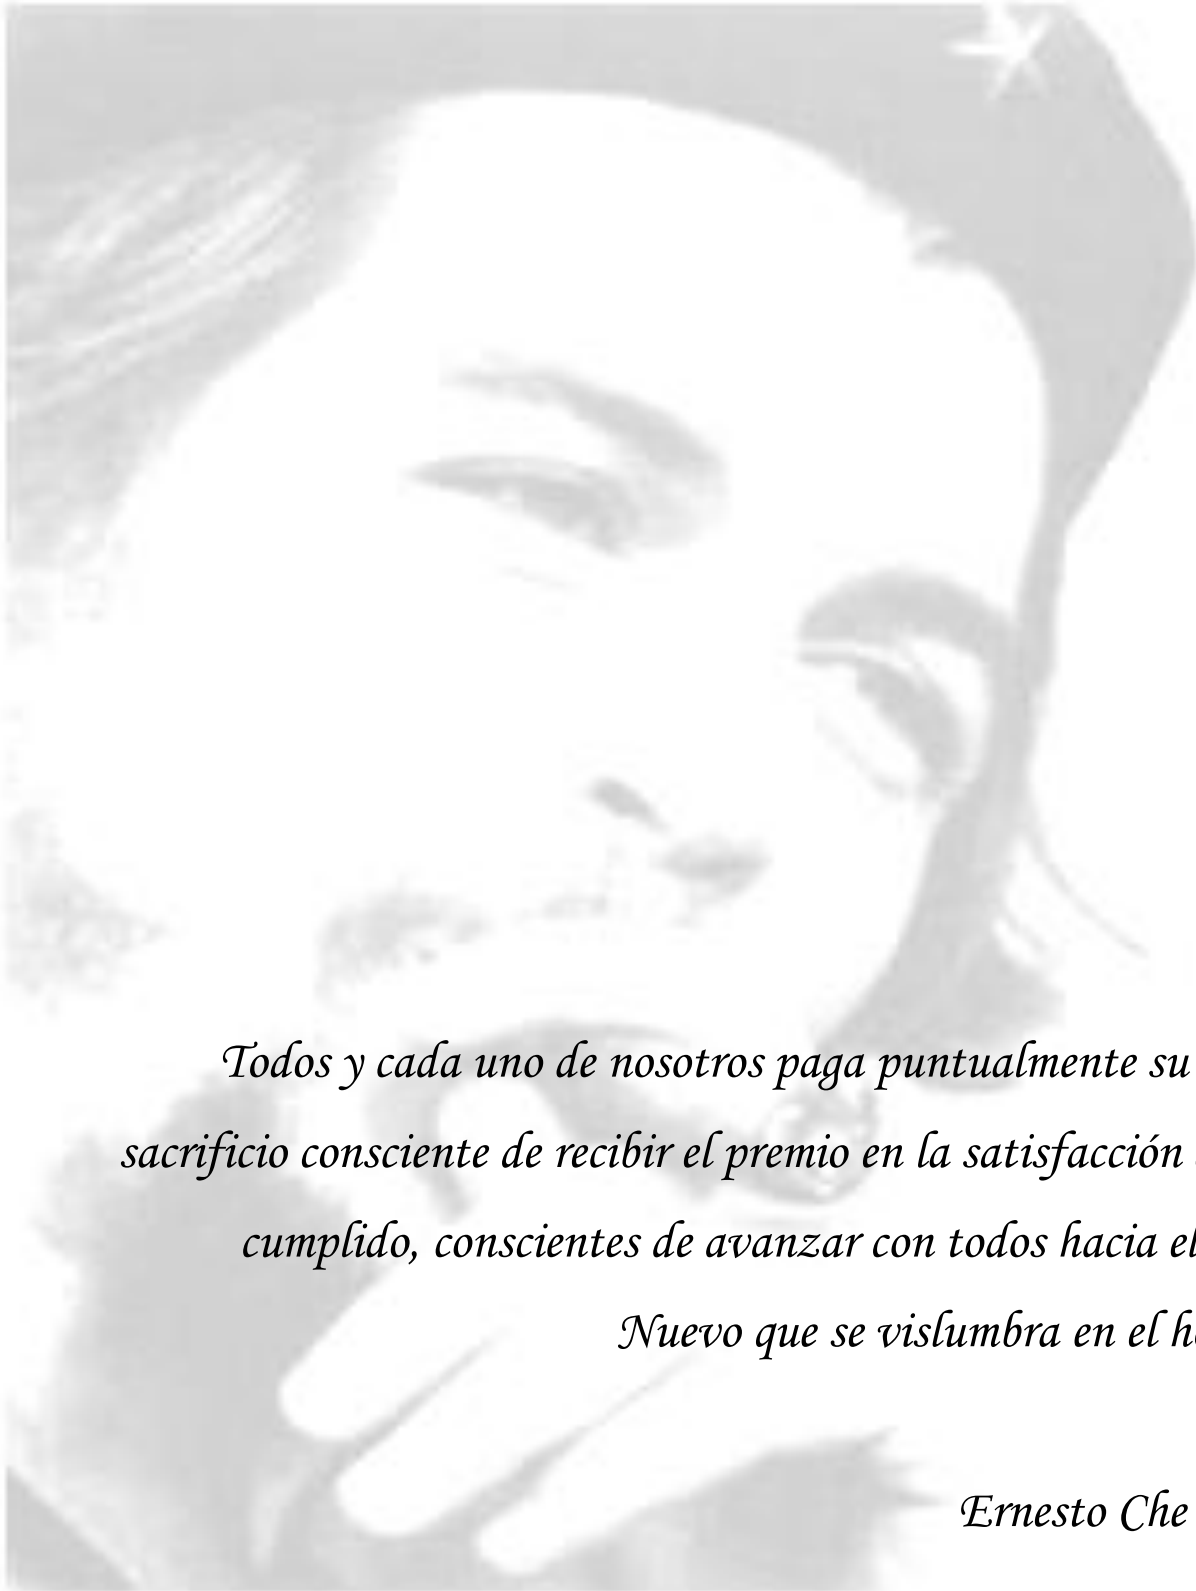 Todos y cada uno de nosotros paga puntualmente su
sacrificio consciente de recibir el premio en la satisfacción
cumplido, conscientes de avanzar con todos hacia el
Nuevo que se vislumbra en el
Ernesto Che